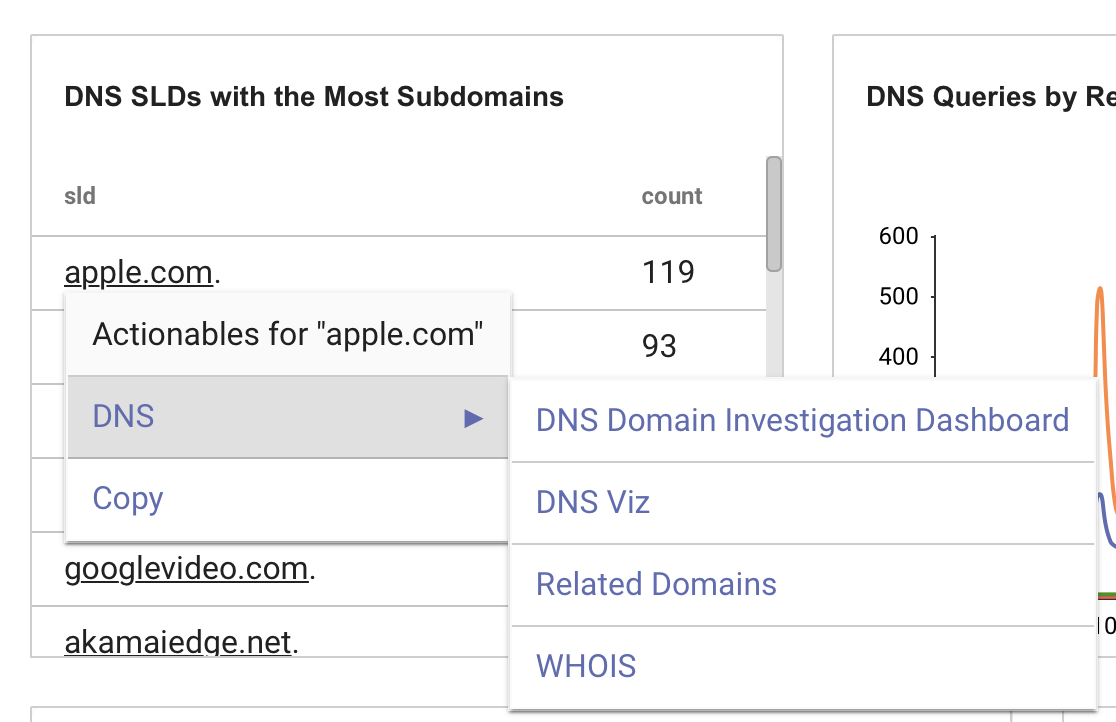 DNS SLDs with the Most Subdomains
sld count
apple.com. 119
Actionables for "apple.com"
93
DNS ▶
Copy
googlevideo.com.
akamaiedge.net.
DNS Domain Investigation Dashboard
DNS Viz
Related Domains
WHOIS
DNS Queries by Re
600
500
400
10